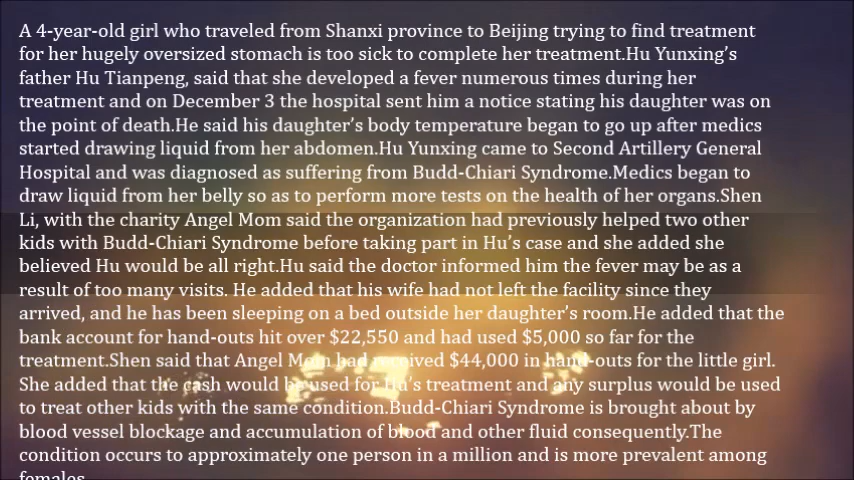 A 4-year-old girl who traveled from Shanxi province to Beijing trying to find treatment
for her hugely oversized stomach is too sick to complete her treatment.Hu Yunxing’s
father Hu Tianpeng, said that she developed a fever numerous times during her
treatment and on December 3 the hospital sent him a notice stating his daughter was on
the point of death.He said his daughter’s body temperature began to go up after medics
started drawing liquid from her abdomen.Hu Yunxing came to Second Artillery General
Hospital and was diagnosed as suffering from Budd-Chiari Syndrome.Medics began to
draw liquid from her belly so as to perform more tests on the health of her organs.Shen
Li, with the charity Angel Mom said the organization had previously helped two other
kids with Budd-Chiari Syndrome before taking part in Hu’s case and she added she
believed Hu would be all right.Hu said the doctor informed him the fever may be as a
result of too many visits. He added that his wife had not left the facility since they
arrived, and he has been sleeping on a bed outside her daughter’s room.He added that the
bank account for hand-outs hit over $22,550 and had used $5,000 so far for the
treatment.Shen said that Angel Mom had received $44,000 in hand-outs for the little girl.
She added that the cash would be used for Hu’s treatment and any surplus would be used
to treat other kids with the same condition.Budd-Chiari Syndrome is brought about by
blood vessel blockage and accumulation of blood and other fluid consequently.The
condition occurs to approximately one person in a million and is more prevalent among
females.